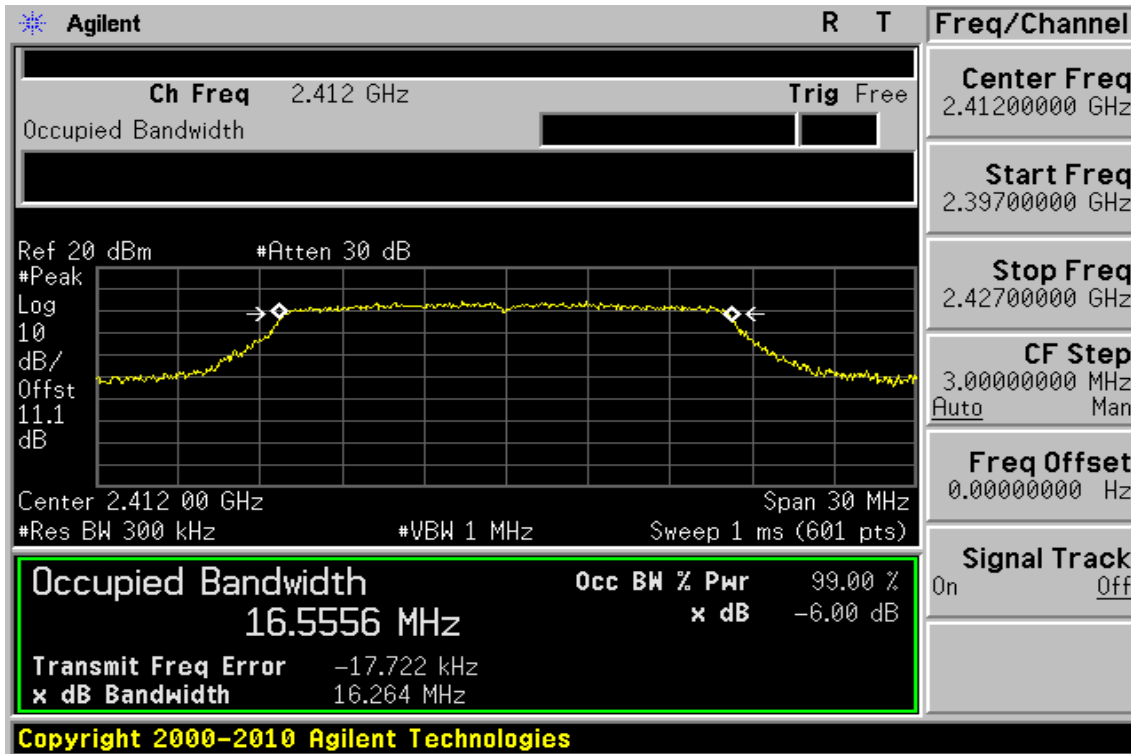 Agilent R T Freq/Channel
Ch Freq 2.412 GHz Trig Free
Occupied Bandwidth
Center Freq
2.41200000 GHz
Start Freq
2.39700000 GHz
Stop Freq
2.42700000 GHz
CF Step
3.00000000 MHz
Auto Man
Freq Offset
0.00000000 Hz
Signal Track
On Off
Ref 20 dBm #Atten 30 dB
#Peak
Log
10
dB/
Offst
11.1
dB
Center 2.412 00 GHz Span 30 MHz
#Res BW 300 kHz #VBW 1 MHz Sweep 1 ms (601 pts)
Occupied Bandwidth Occ BW % Pwr 99.00 %
16.5556 MHz x dB -6.00 dB
Transmit Freq Error -17.722 kHz
x dB Bandwidth 16.264 MHz
Copyright 2000-2010 Agilent Technologies